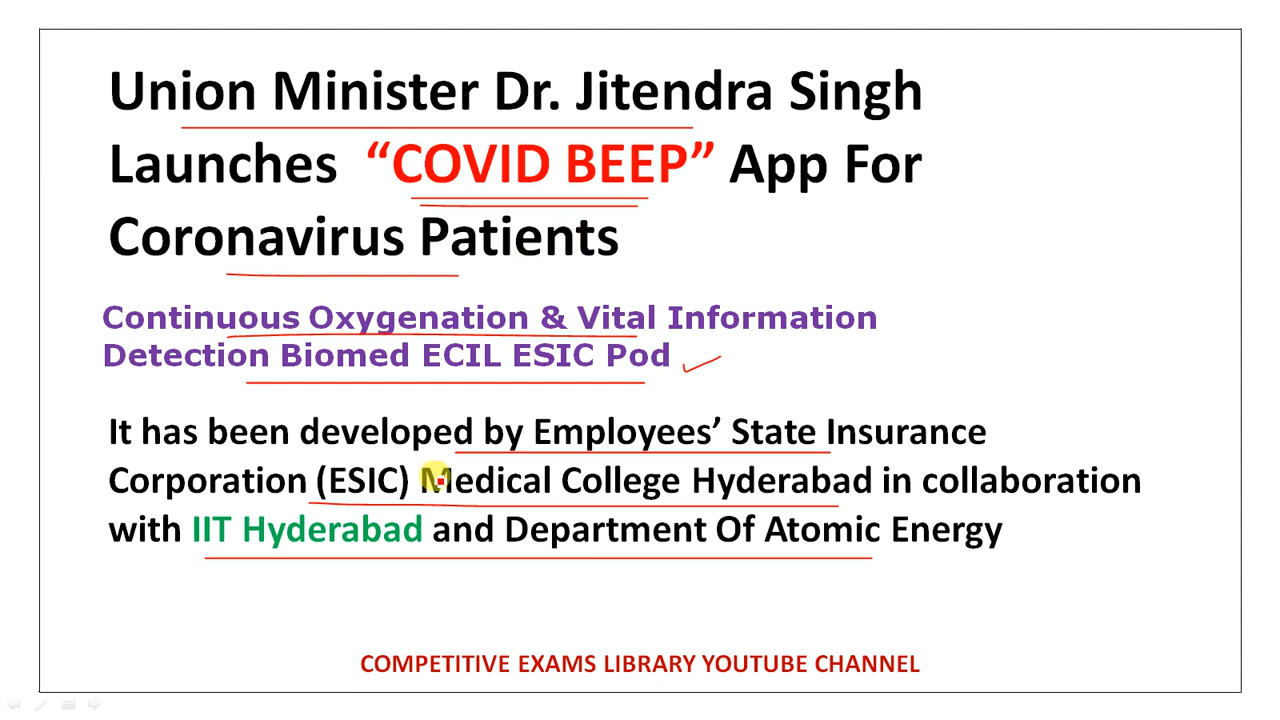 Union Minister Dr. Jitendra Singh
Launches “COVID BEEP” App For
Coronavirus Patients
Continuous Oxygenation & Vital Information
Detection Biomed ECIL ESIC Pod
It has been developed by Employees’ State Insurance
Corporation (ESIC) Medical College Hyderabad in collaboration
with IIT Hyderabad and Department Of Atomic Energy
COMPETITIVE EXAMS LIBRARY YOUTUBE CHANNEL